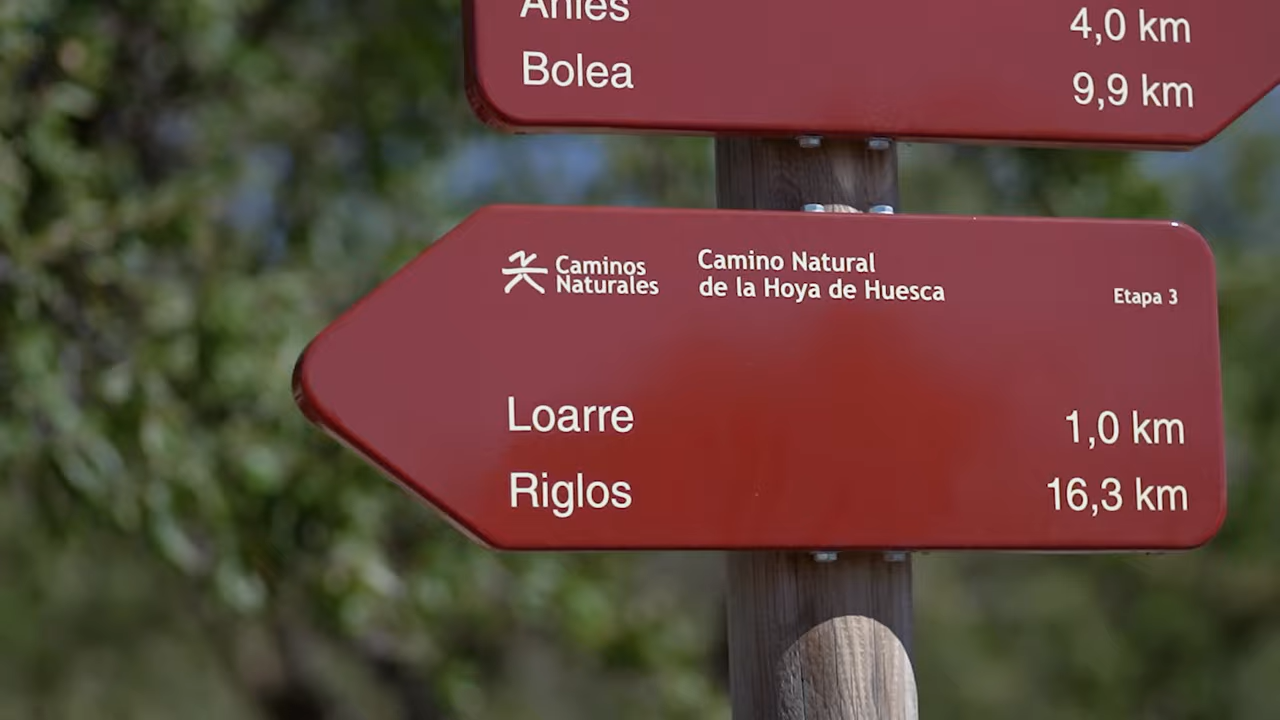 Aniés 4,0 km
Bolea 9,9 km
Caminos Naturales
Camino Natural
de la Hoya de Huesca
Etapa 3
Loarre 1,0 km
Riglos 16,3 km